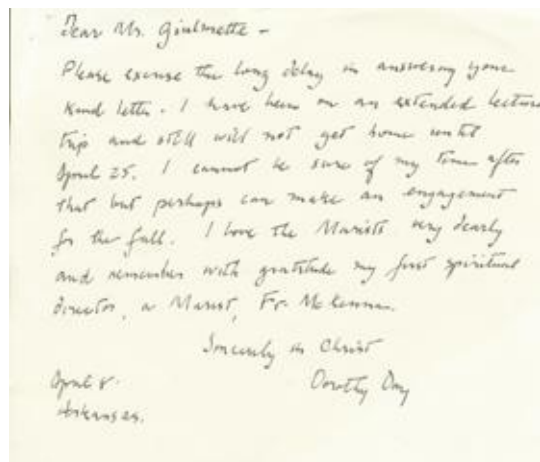 Dear Mr. Giulmette -
Please excuse the long delay in answering your
kind letter. I have been on an extended lecture
trip and still will not get home until
April 25. I cannot be sure of my time after
that but perhaps can make an engagement
for the fall. I love the Marists very dearly
and remember with gratitude my first spiritual
director, a Marist, Fr. McKenna.
Sincerely in Christ
April 8. Dorothy Day
Arkansas.